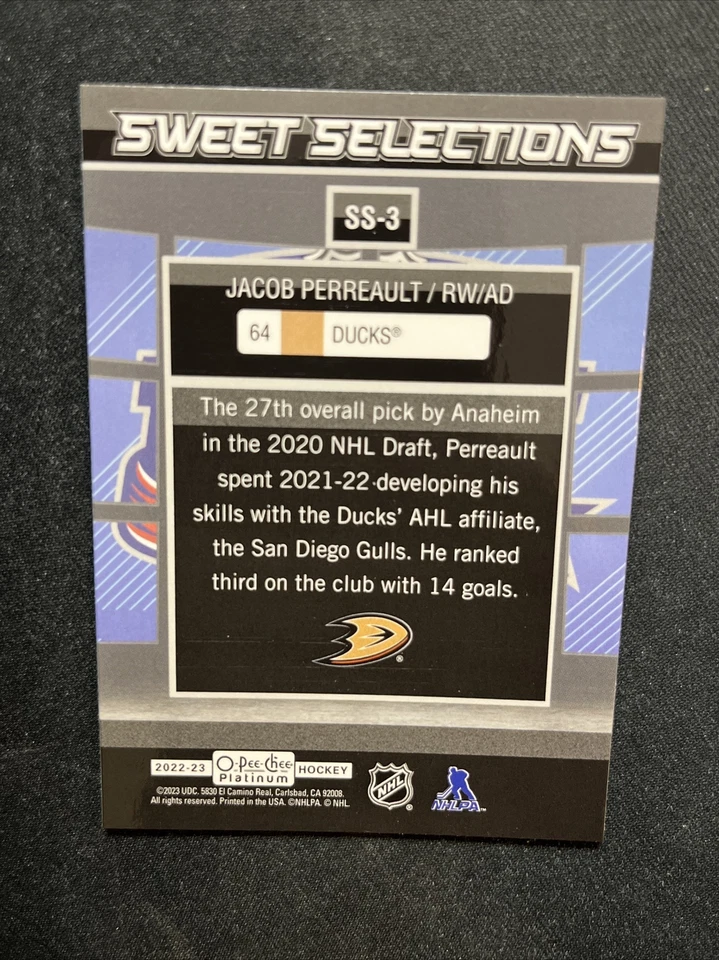 SWEET SELECTIONS
SS-3
JACOB PERREAULT / RW/AD
64 DUCKS®
The 27th overall pick by Anaheim
in the 2020 NHL Draft, Perreault
spent 2021-22 developing his
skills with the Ducks' AHL affiliate,
the San Diego Gulls. He ranked
third on the club with 14 goals.
®
2022-23 O-Pee-Chee Platinum HOCKEY
©2023 UDC. 5830 El Camino Real, Carlsbad, CA 92008.
All rights reserved. Printed in the USA. ©NHLPA. © NHL.
NHL ®
NHLPA™